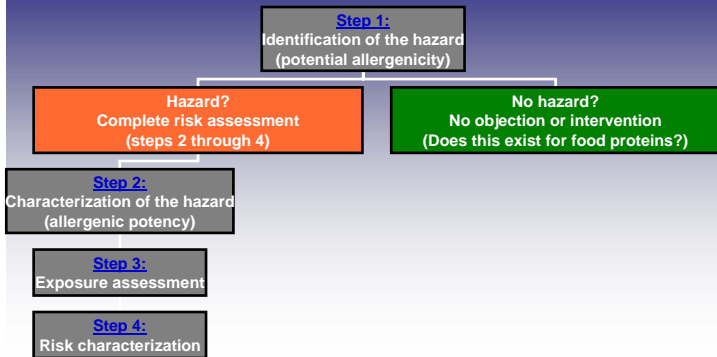 Step 1:
Identification of the hazard
(potential allergenicity)
Hazard?
Complete risk assessment
(steps 2 through 4)
No hazard?
No objection or intervention
(Does this exist for food proteins?)
Step 2:
Characterization of the hazard
(allergenic potency)
Step 3:
Exposure assessment
Step 4:
Risk characterization